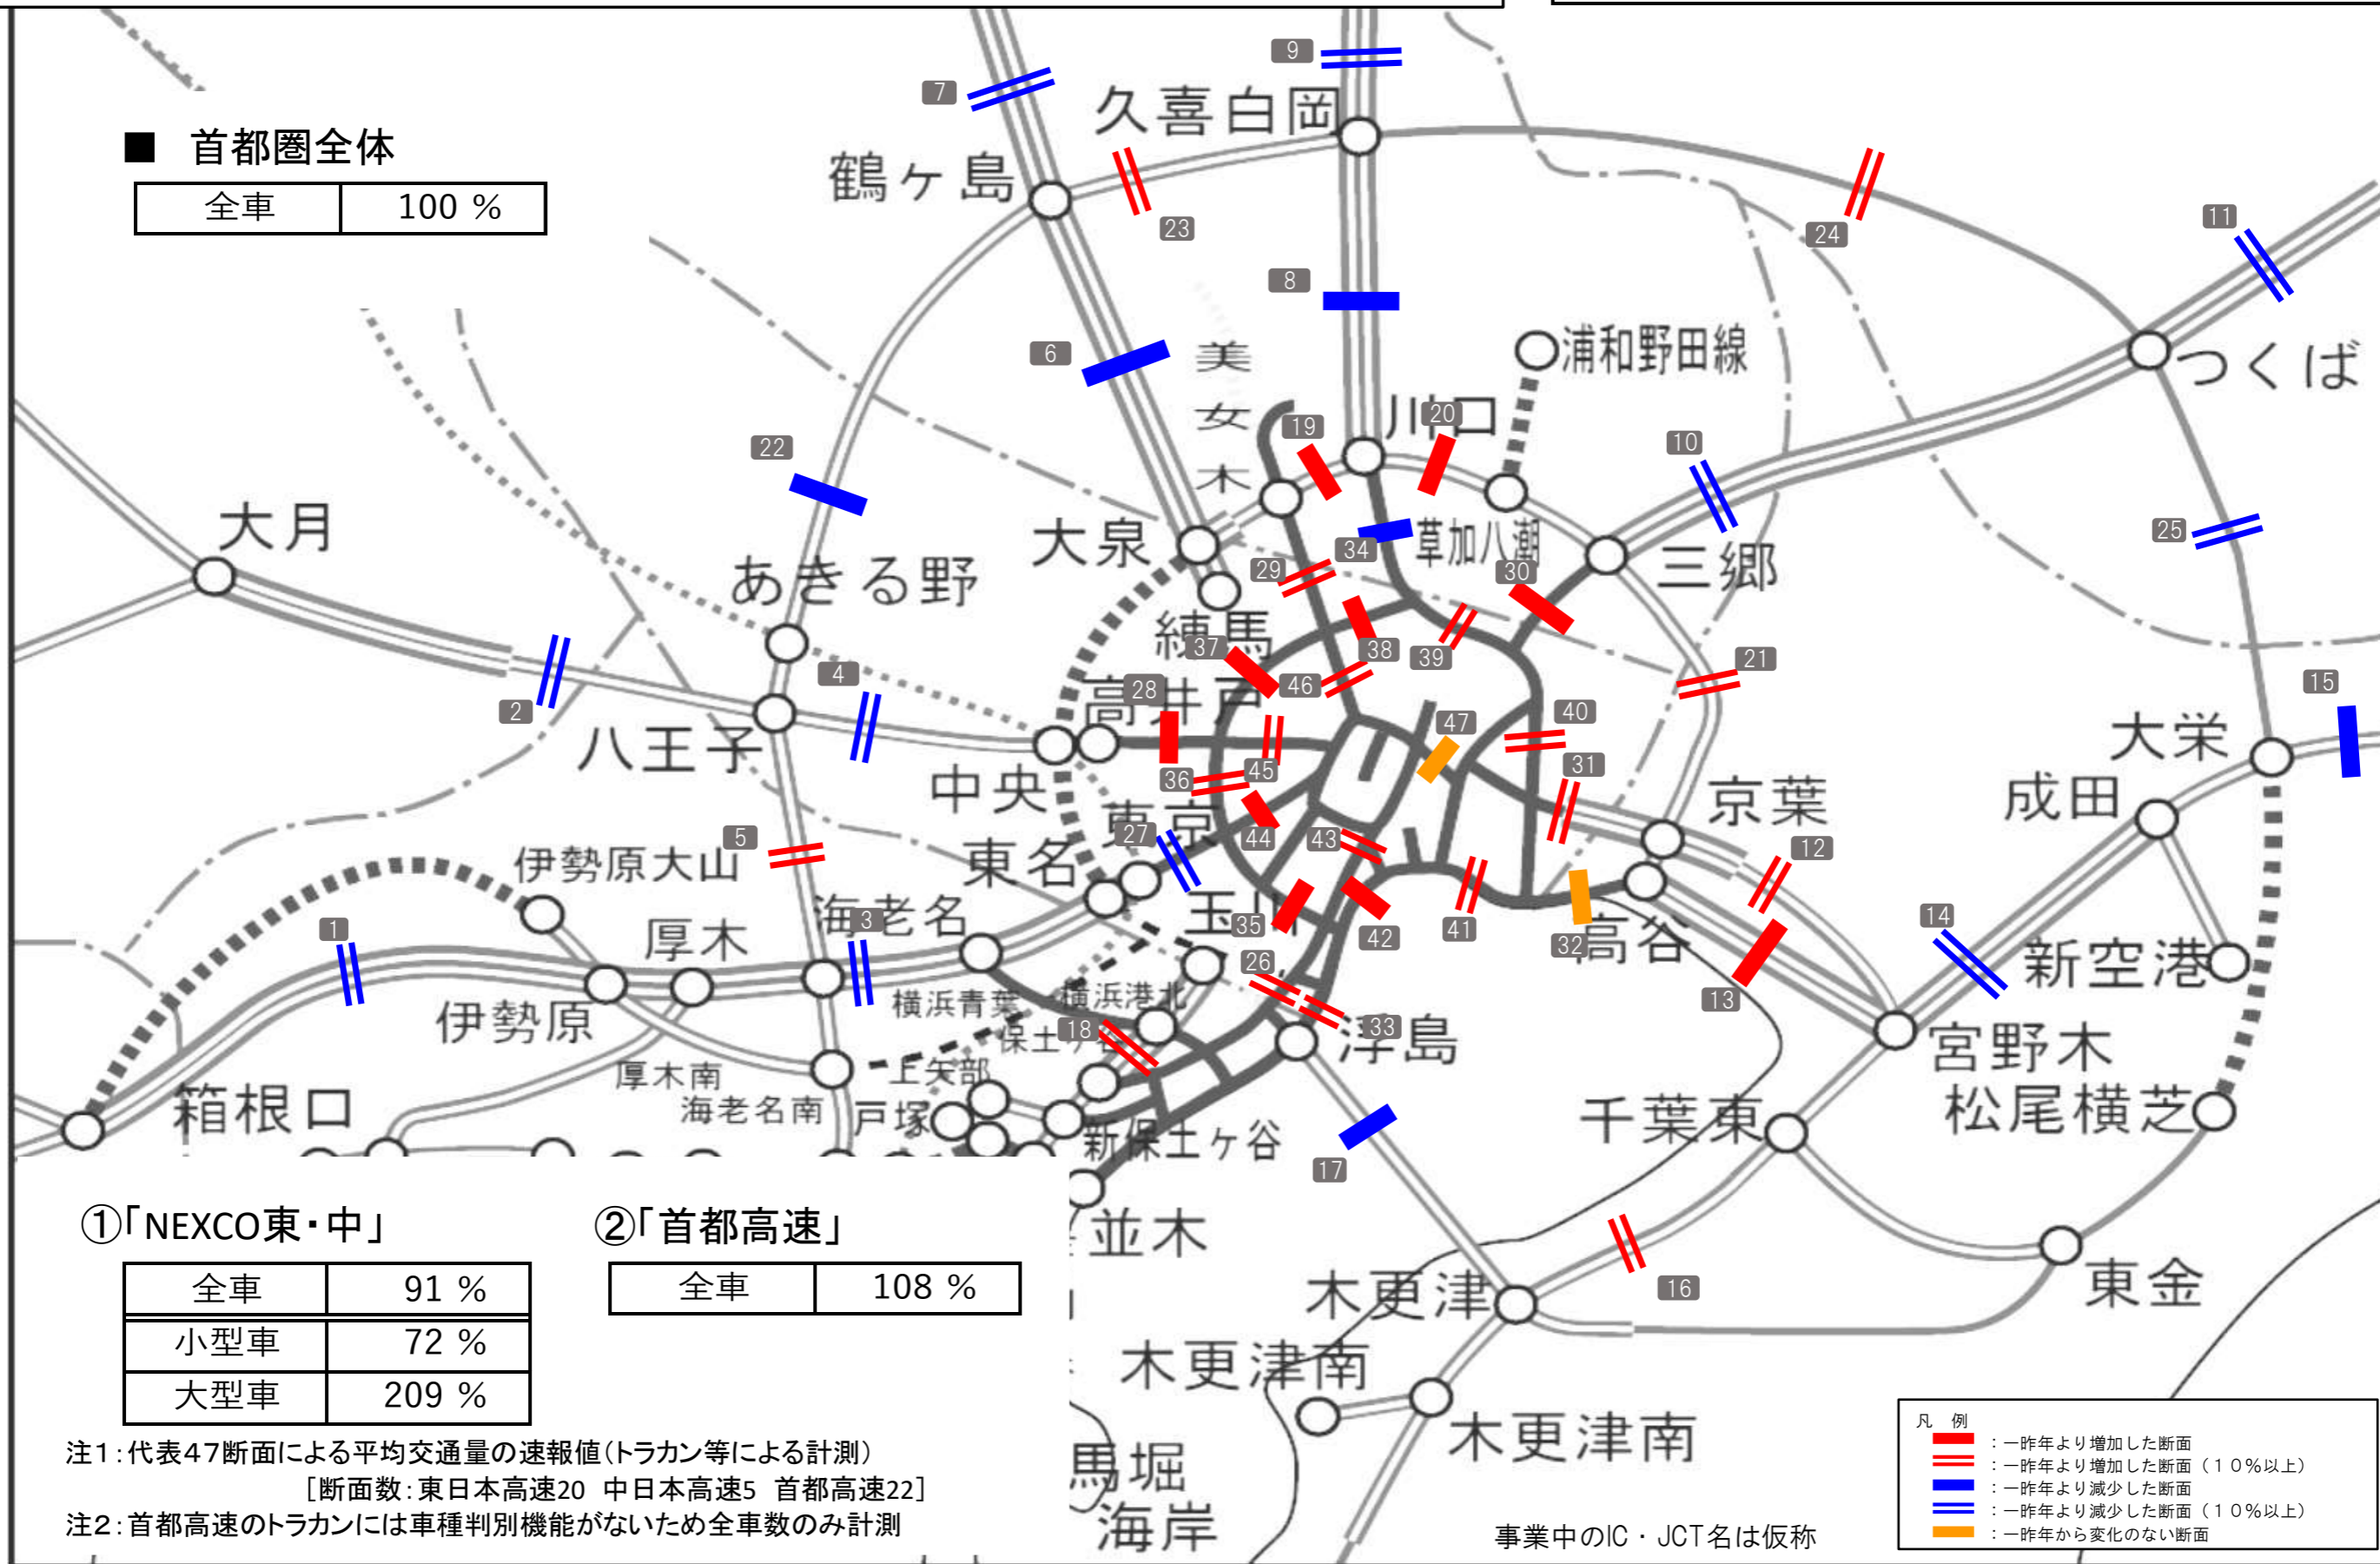 ■ 首都圏全体
全車 100 %
9
7
久喜白岡
鶴ヶ島
23
24
11
8
6
美女木
浦和野田線
つくば
川口
19
20
10
22
大月
大泉
34
草加八潮
29
30
三郷
25
あきる野
練馬
37
38
39
21
4
28
46
高井戸
47
40
15
2
八王子
大栄
36
45
31
中央
京葉
成田
5
東京
27
44
43
12
伊勢原大山
東名
海老名
3
玉川
1
厚木
35
42
41
32
高谷
14
新空港
26
13
横浜青葉
横浜港北
伊勢原
18
保土ヶ谷
33
浮島
宮野木
厚木南
上矢部
箱根口
海老名南
戸塚
新保土ヶ谷
千葉東
松尾横芝
17
①「NEXCO東・中」
②「首都高速」
並木
全車 91 %
全車 108 %
小型車 72 %
大型車 209 %
木更津
16
東金
木更津南
木更津南
注1:代表47断面による平均交通量の速報値(トラカン等による計測)
[断面数:東日本高速20 中日本高速5 首都高速22]
注2:首都高速のトラカンには車種判別機能がないため全車数のみ計測
馬堀
海岸
事業中のIC・JCT名は仮称
凡 例
:一昨年より増加した断面
:一昨年より増加した断面(10%以上)
:一昨年より減少した断面
:一昨年より減少した断面(10%以上)
:一昨年から変化のない断面